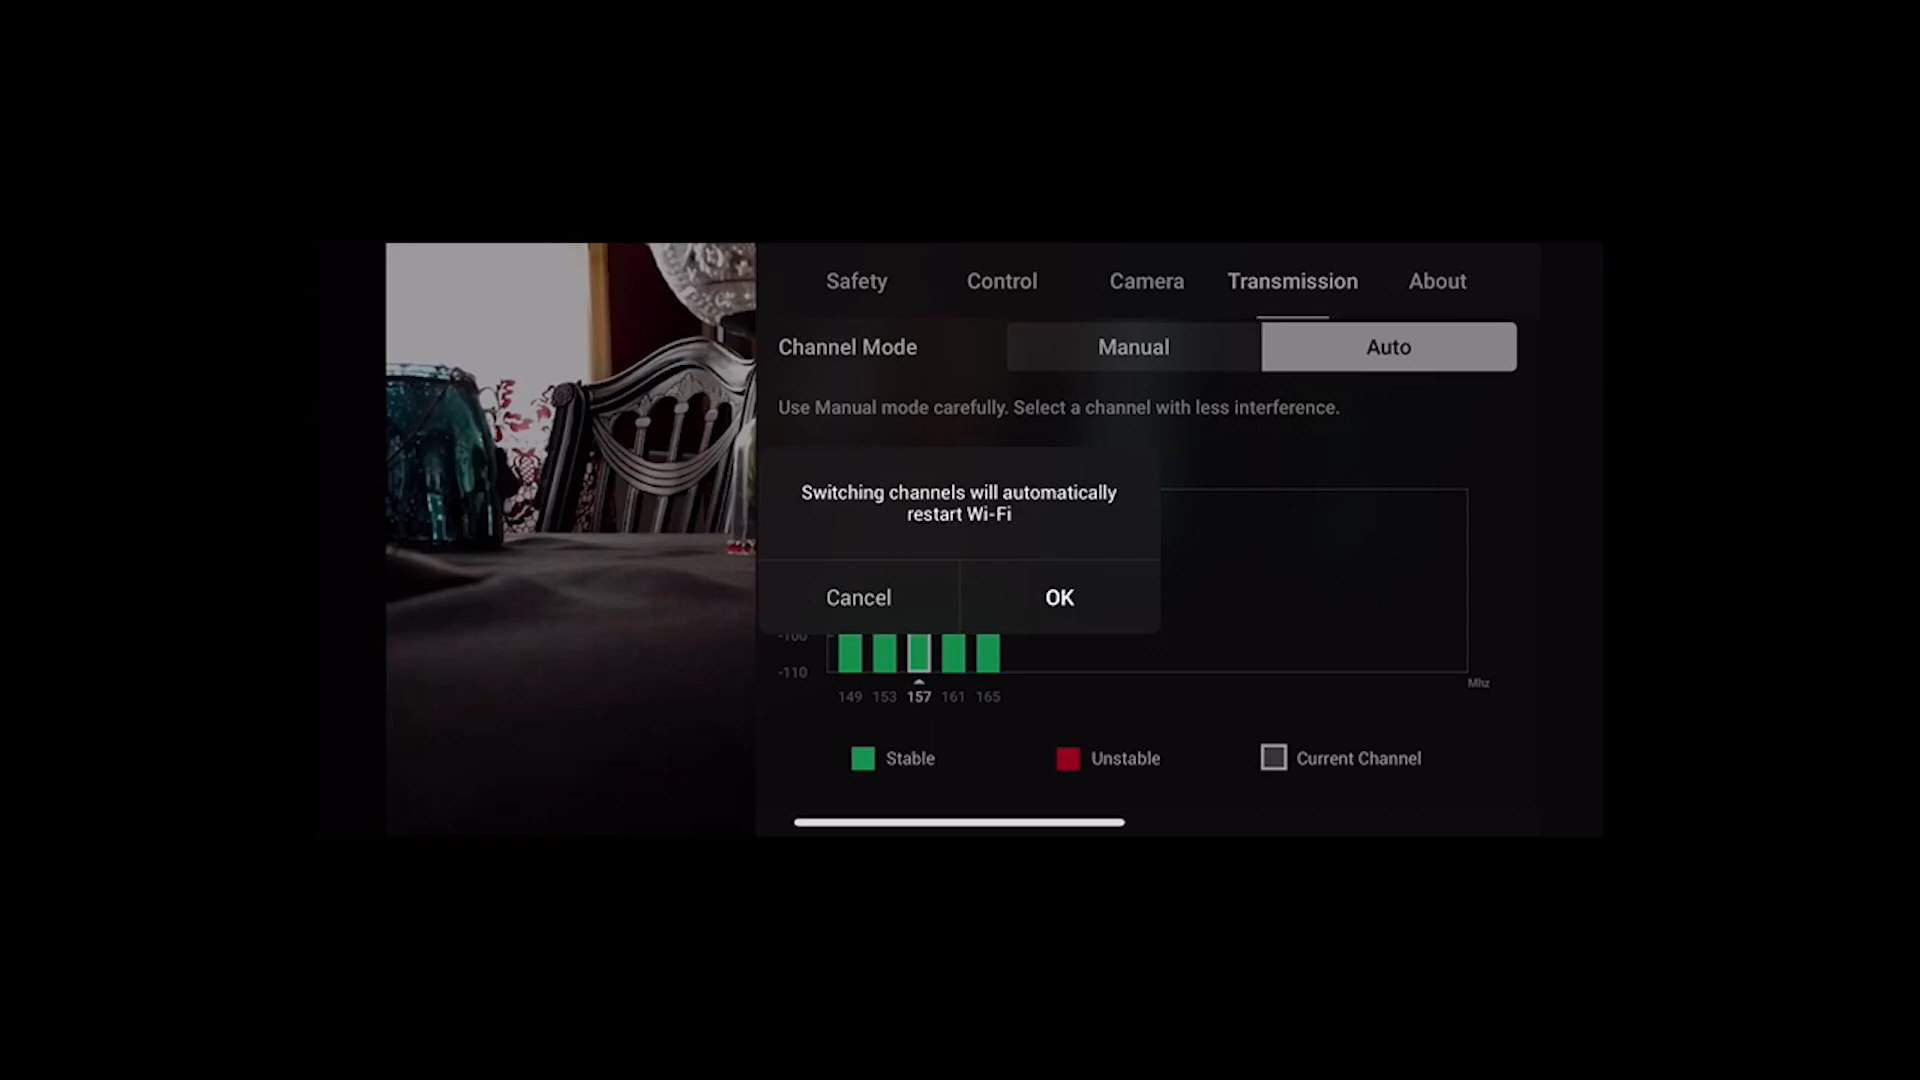 Safety Control Camera Transmission About
Channel Mode Manual Auto
Use Manual mode carefully. Select a channel with less interference.
Switching channels will automatically
restart Wi-Fi
Cancel OK
-100
-110
Mhz
149 153 157 161 165
Stable Unstable Current Channel